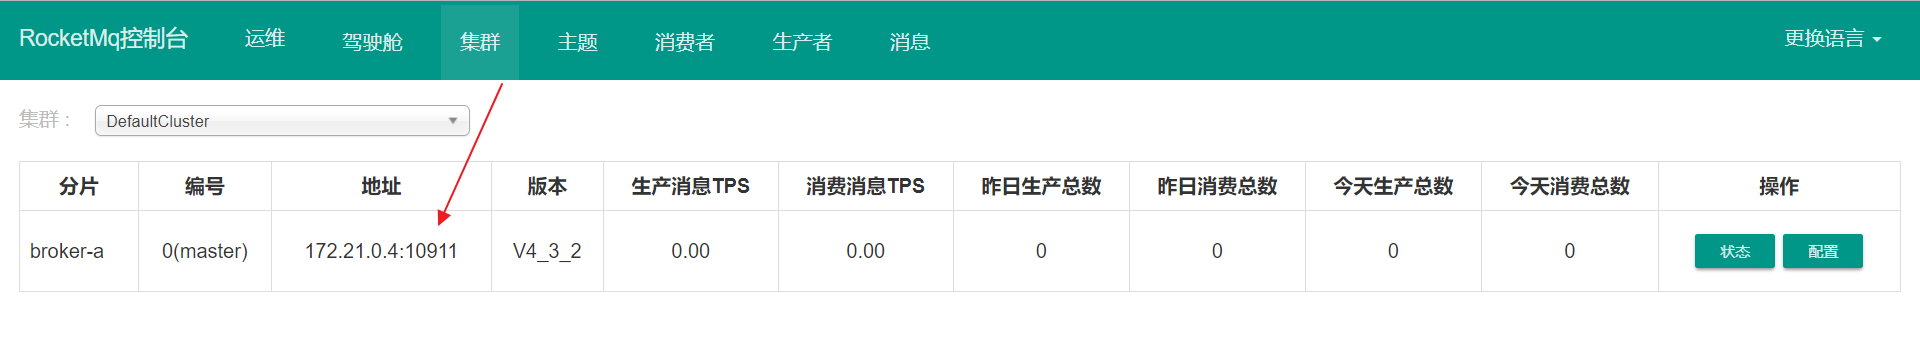 RocketMq控制台 运维 驾驶舱 集群 主题 消费者 生产者 消息 更换语言
集群： DefaultCluster
分片 编号 地址 版本 生产消息TPS 消费消息TPS 昨日生产总数 昨日消费总数 今天生产总数 今天消费总数 操作
broker-a 0(master) 172.21.0.4:10911 V4_3_2 0.00 0.00 0 0 0 0 状态 配置